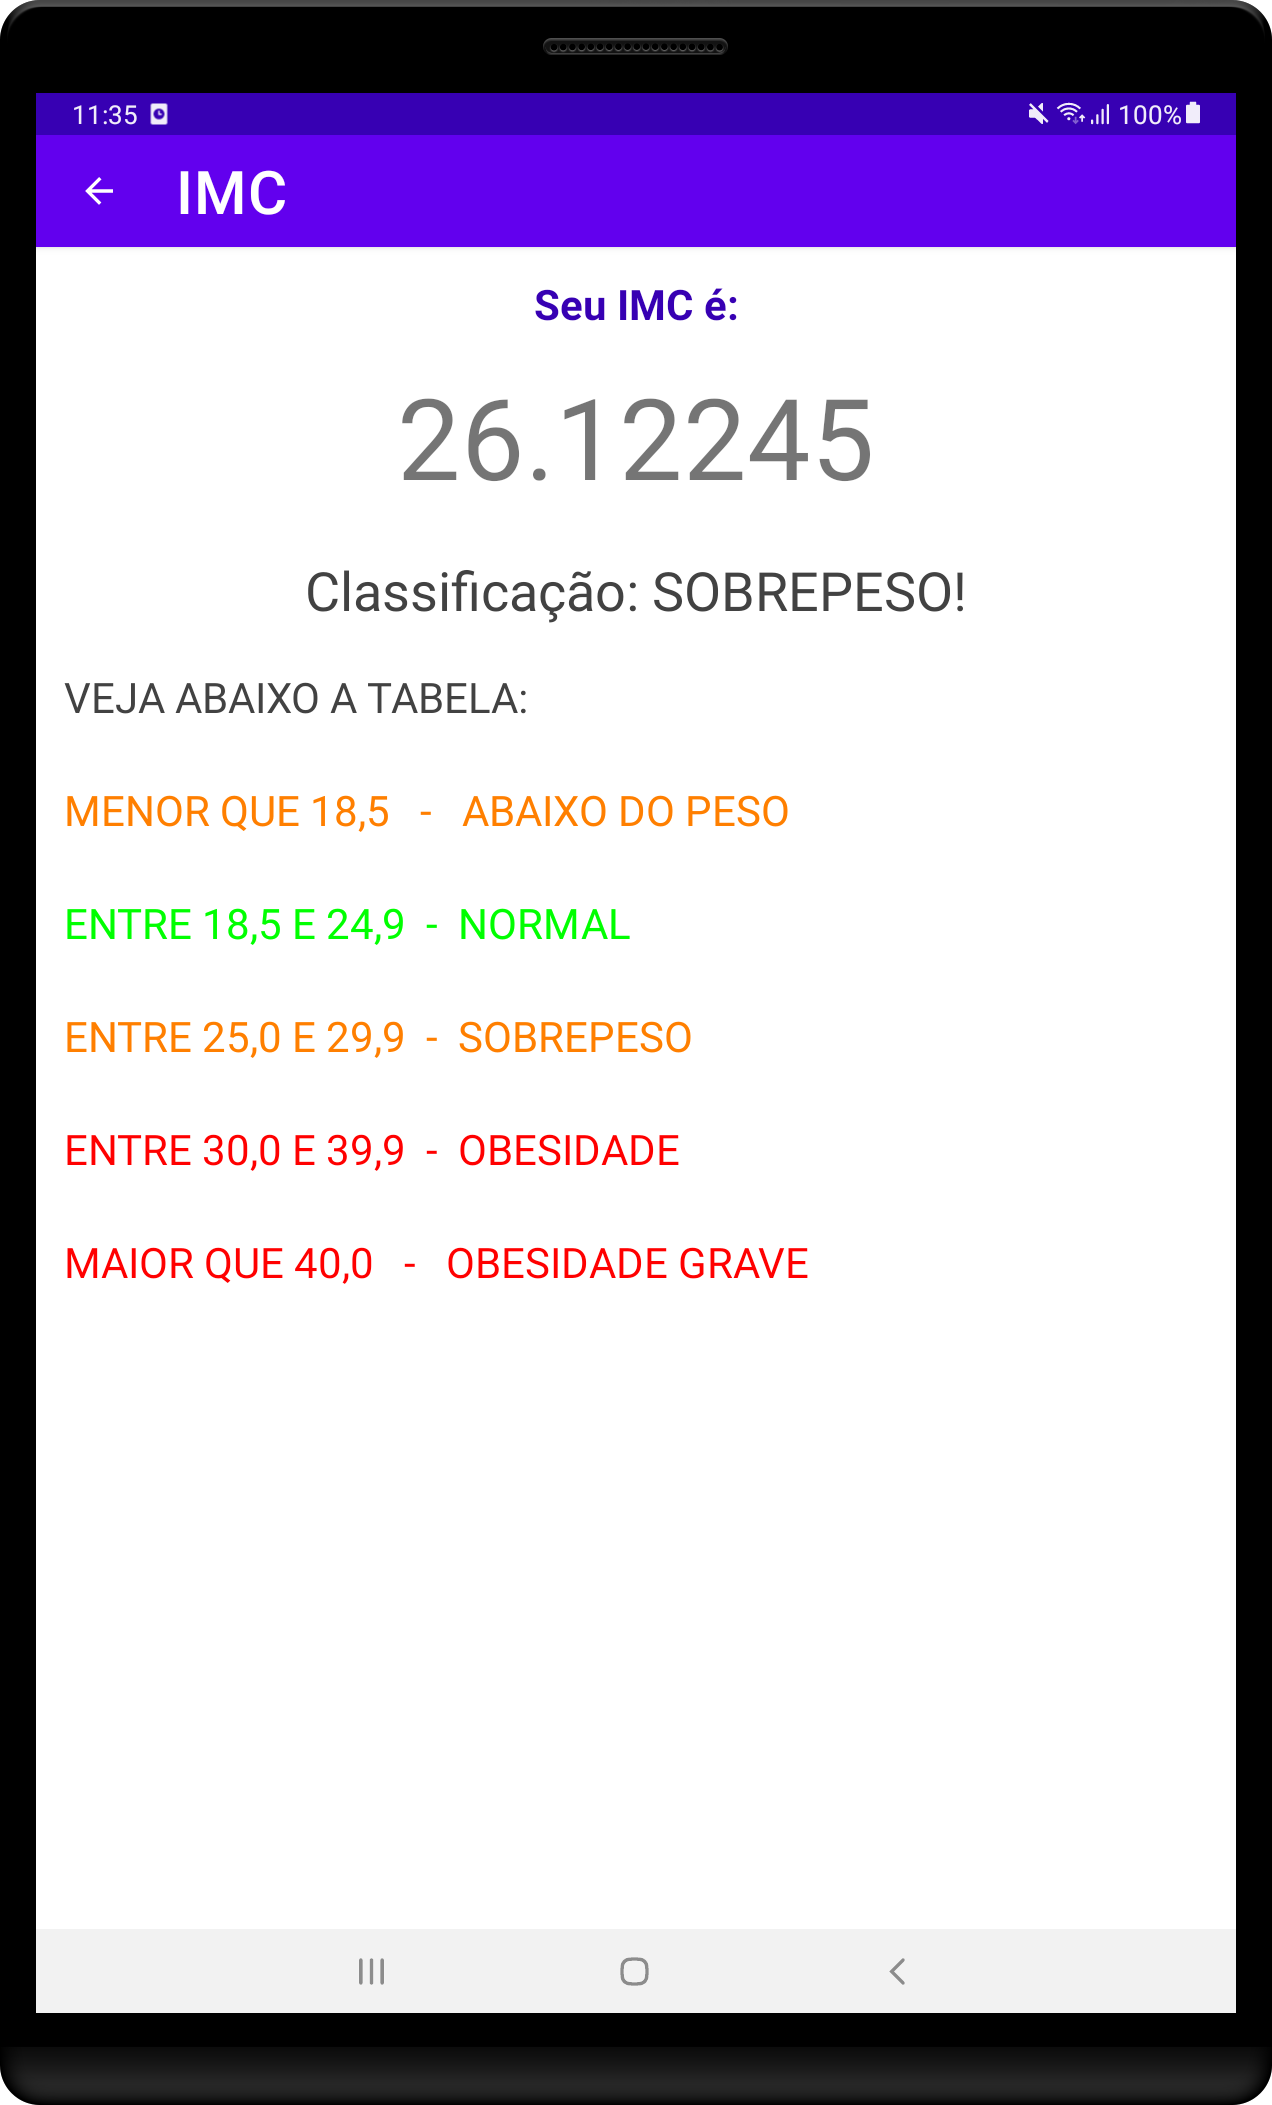 11:35 100%
IMC
Seu IMC é:
26.12245
Classificação: SOBREPESO!
VEJA ABAIXO A TABELA:
MENOR QUE 18,5 - ABAIXO DO PESO
ENTRE 18,5 E 24,9 - NORMAL
ENTRE 25,0 E 29,9 - SOBREPESO
ENTRE 30,0 E 39,9 - OBESIDADE
MAIOR QUE 40,0 - OBESIDADE GRAVE